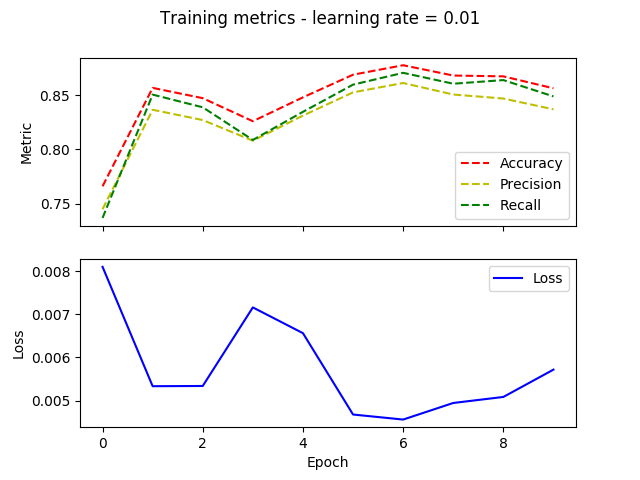 Training metrics - learning rate = 0.01
Metric
0.85
0.80
0.75
Accuracy
Precision
Recall
Loss
0.008
0.007
0.006
0.005
Loss
0
2
4
6
8
Epoch